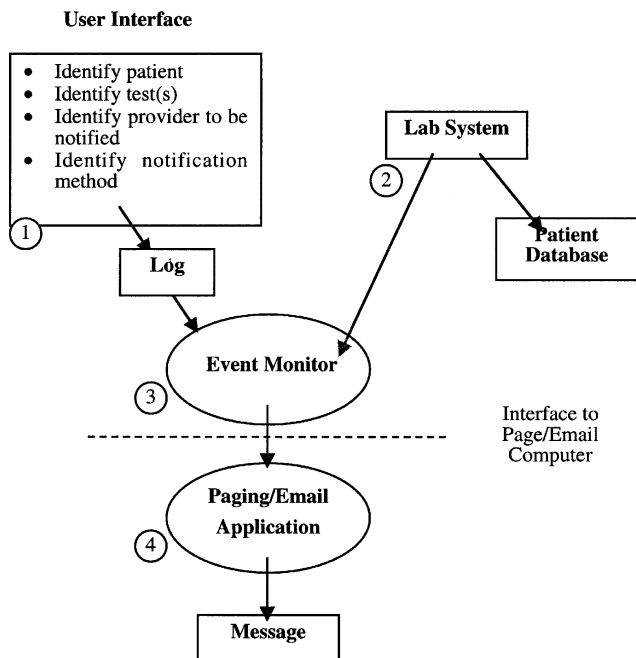 User Interface
• Identify patient
• Identify test(s)
• Identify provider to be
notified
• Identify notification
method
1
Log
Lab System
2
Patient
Database
Event Monitor
3
Interface to
Page/Email
Computer
Paging/Email
Application
4
Message